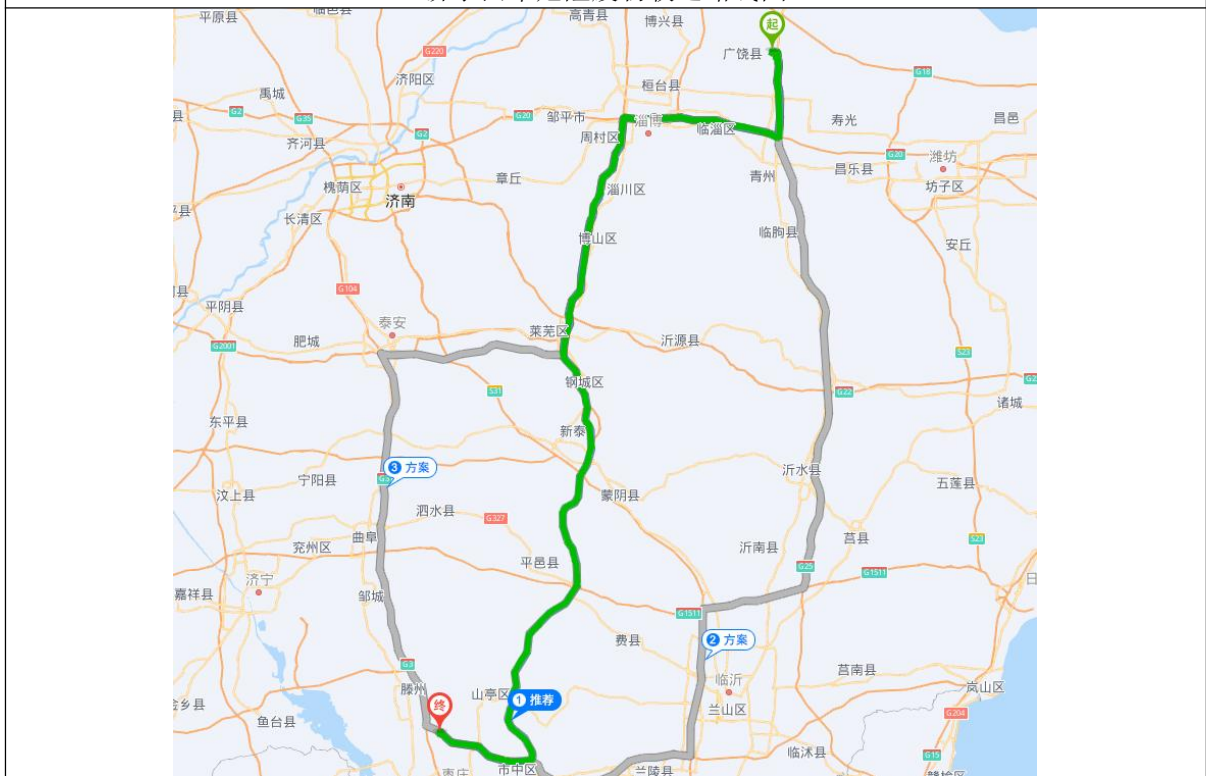 平原县
临邑县
高青县
博兴县
起
广饶县
G220
济阳区
桓台县
G18
禹城
G2
G35
G20
邹平市
淄博
临淄区
寿光
昌邑
齐河县
G2
周村区
G20
潍坊
槐荫区
章丘
淄川区
青州
昌乐县
坊子区
济南
长清区
博山区
临朐县
安丘
G104
平阴县
泰安
莱芜区
沂源县
肥城
G2001
S23
钢城区
S31
G22
诸城
东平县
新泰
3 方案
沂水县
宁阳县
汶上县
蒙阴县
五莲县
泗水县
G327
曲阜
兖州区
沂南县
莒县
S23
济宁
平邑县
G25
G1511
嘉祥县
邹城
G1511
费县
2 方案
G3
莒南县
滕州
山亭区
1 推荐
临沂
岚山区
终
兰山区
鱼台县
G204
临沭县
G15
市中区
兰陵县